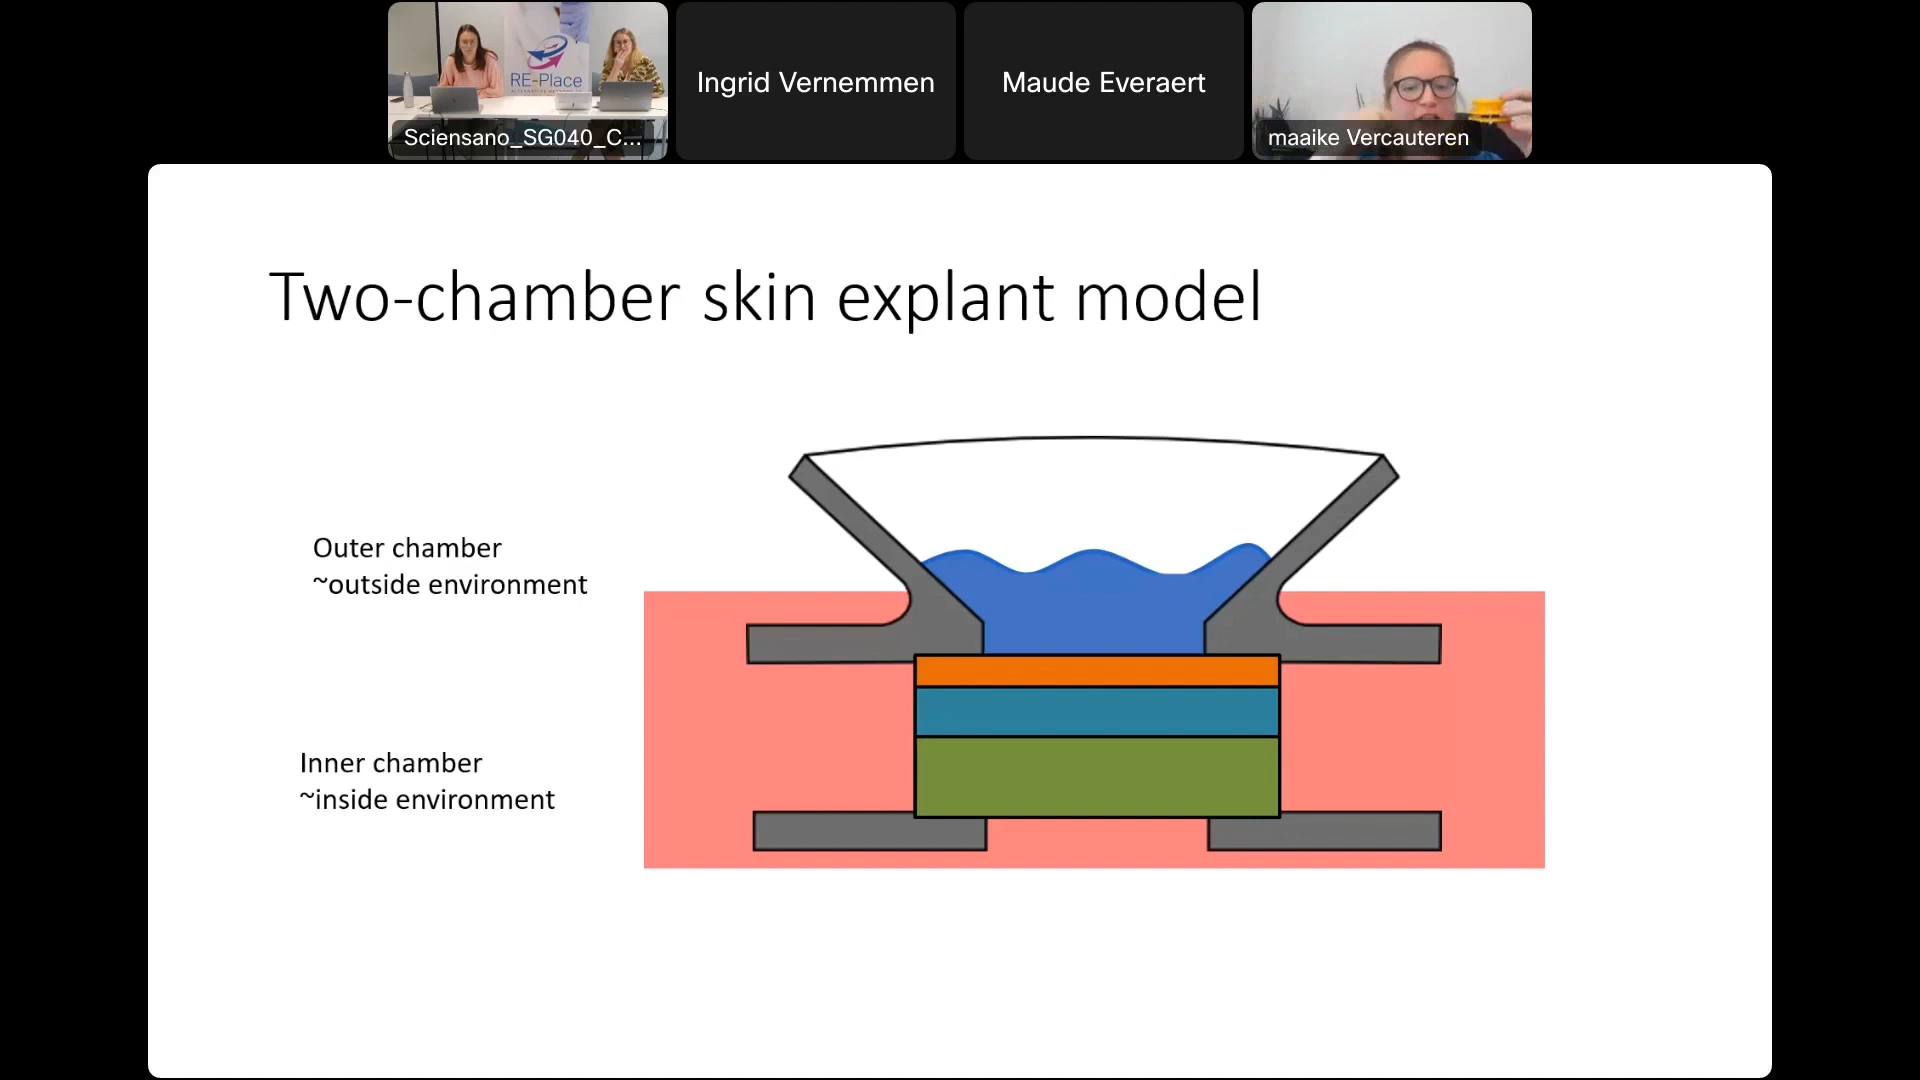 RE-Place
Sciensano_SG040_C...
Ingrid Vernemmen
Maude Everaert
maaike Vercauteren
Two-chamber skin explant model
Outer chamber
~outside environment
Inner chamber
~inside environment